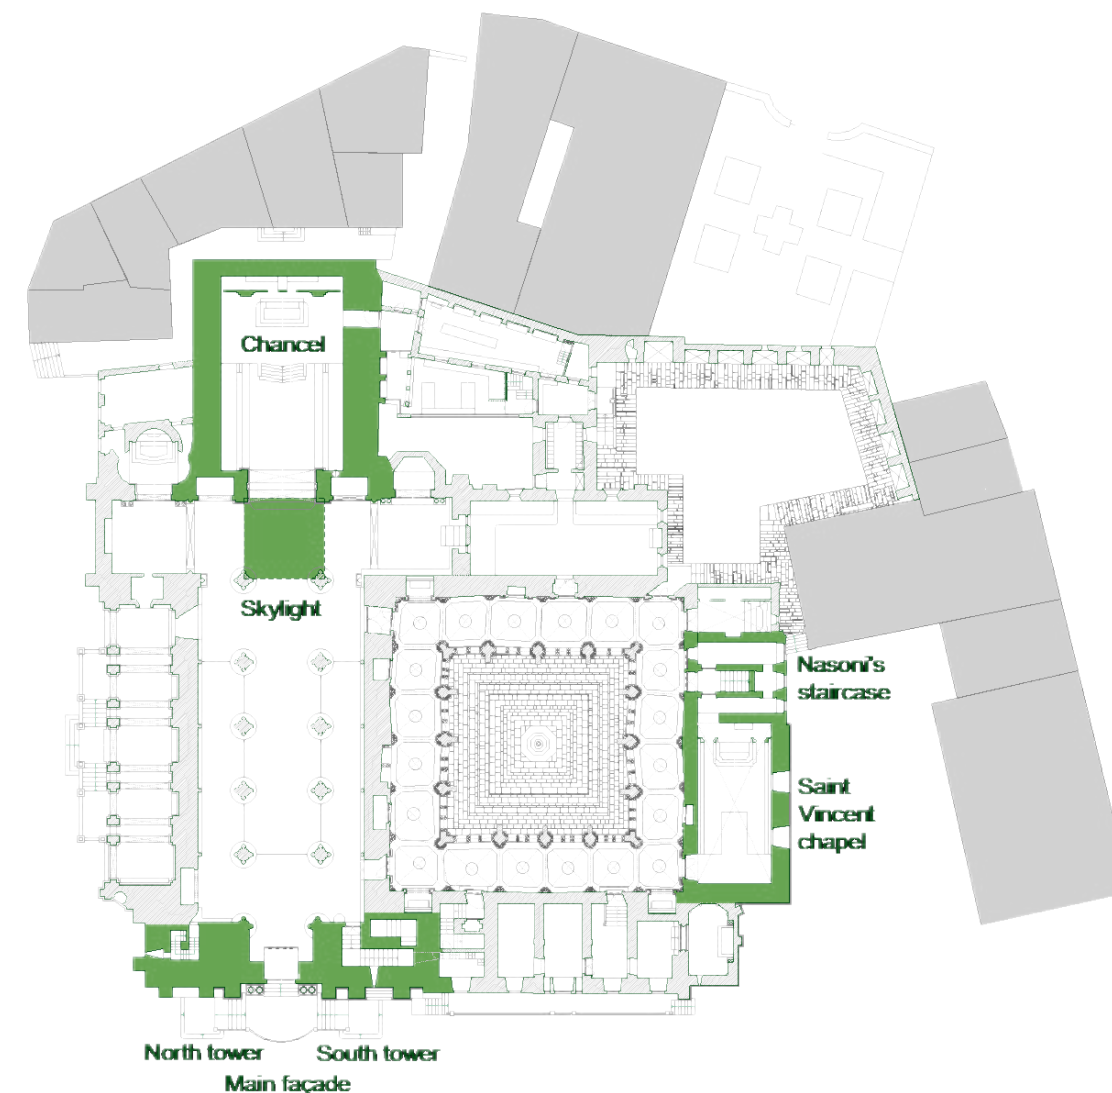 Chancel
Skylight
Nasoni's
staircase
Saint
Vincent
chapel
North tower
South tower
Main façade